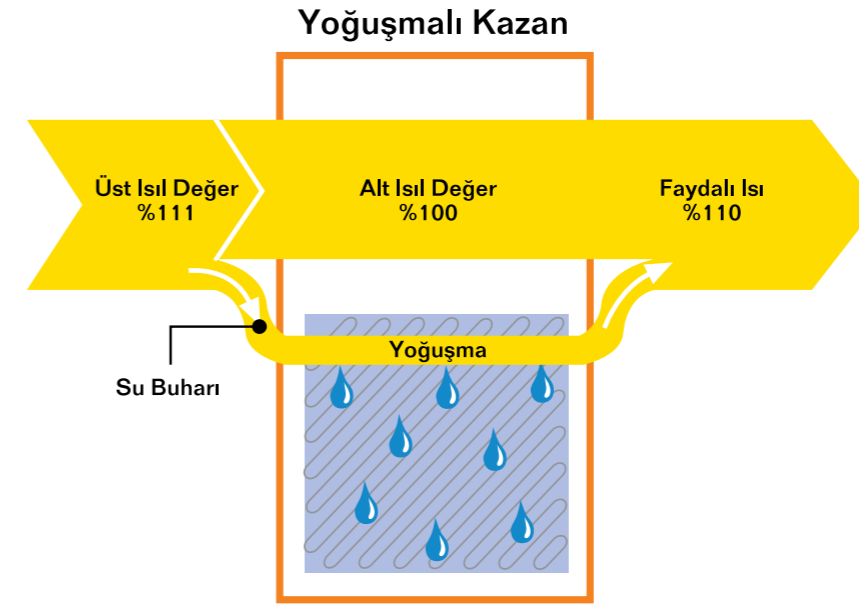 Yoğuşmalı Kazan
Üst Isıl Değer
%111
Alt Isıl Değer
%100
Faydalı Isı
%110
Yoğuşma
Su Buharı